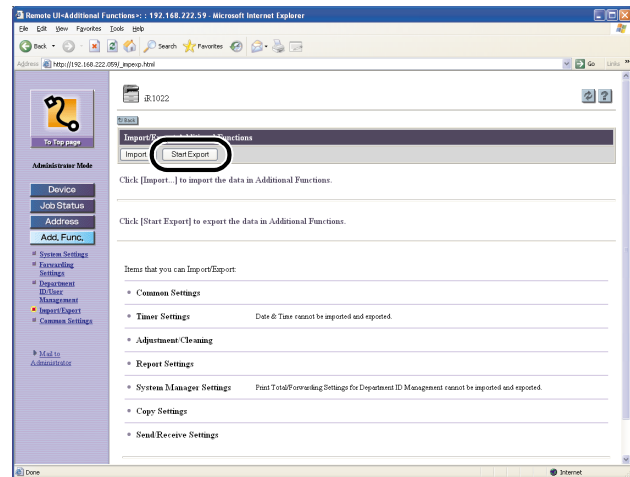 Remote UI<Additional Functions>: : 192.168.222.59 - Microsoft Internet Explorer
File Edit View Favorites Tools Help
Back Search Favorites
Address http://192.168.222.059/_impexp.html Go Links »
iR1022
Back
To Top page
Import/Export Additional Functions
Import Start Export
Administrator Mode
Click [Import...] to import the data in Additional Functions.
Device
Job Status
Address
Click [Start Export] to export the data in Additional Functions.
Add, Func,
System Settings
Forwarding
Settings
Department
ID/User
Management
Import/Export
Common Settings
Mail to
Administrator
Items that you can Import/Export:
Common Settings
Timer Settings Date & Time cannot be imported and exported.
Adjustment/Cleaning
Report Settings
System Manager Settings Print Total/Forwarding Settings for Department ID Management cannot be imported and exported.
Copy Settings
Send/Receive Settings
Done Internet